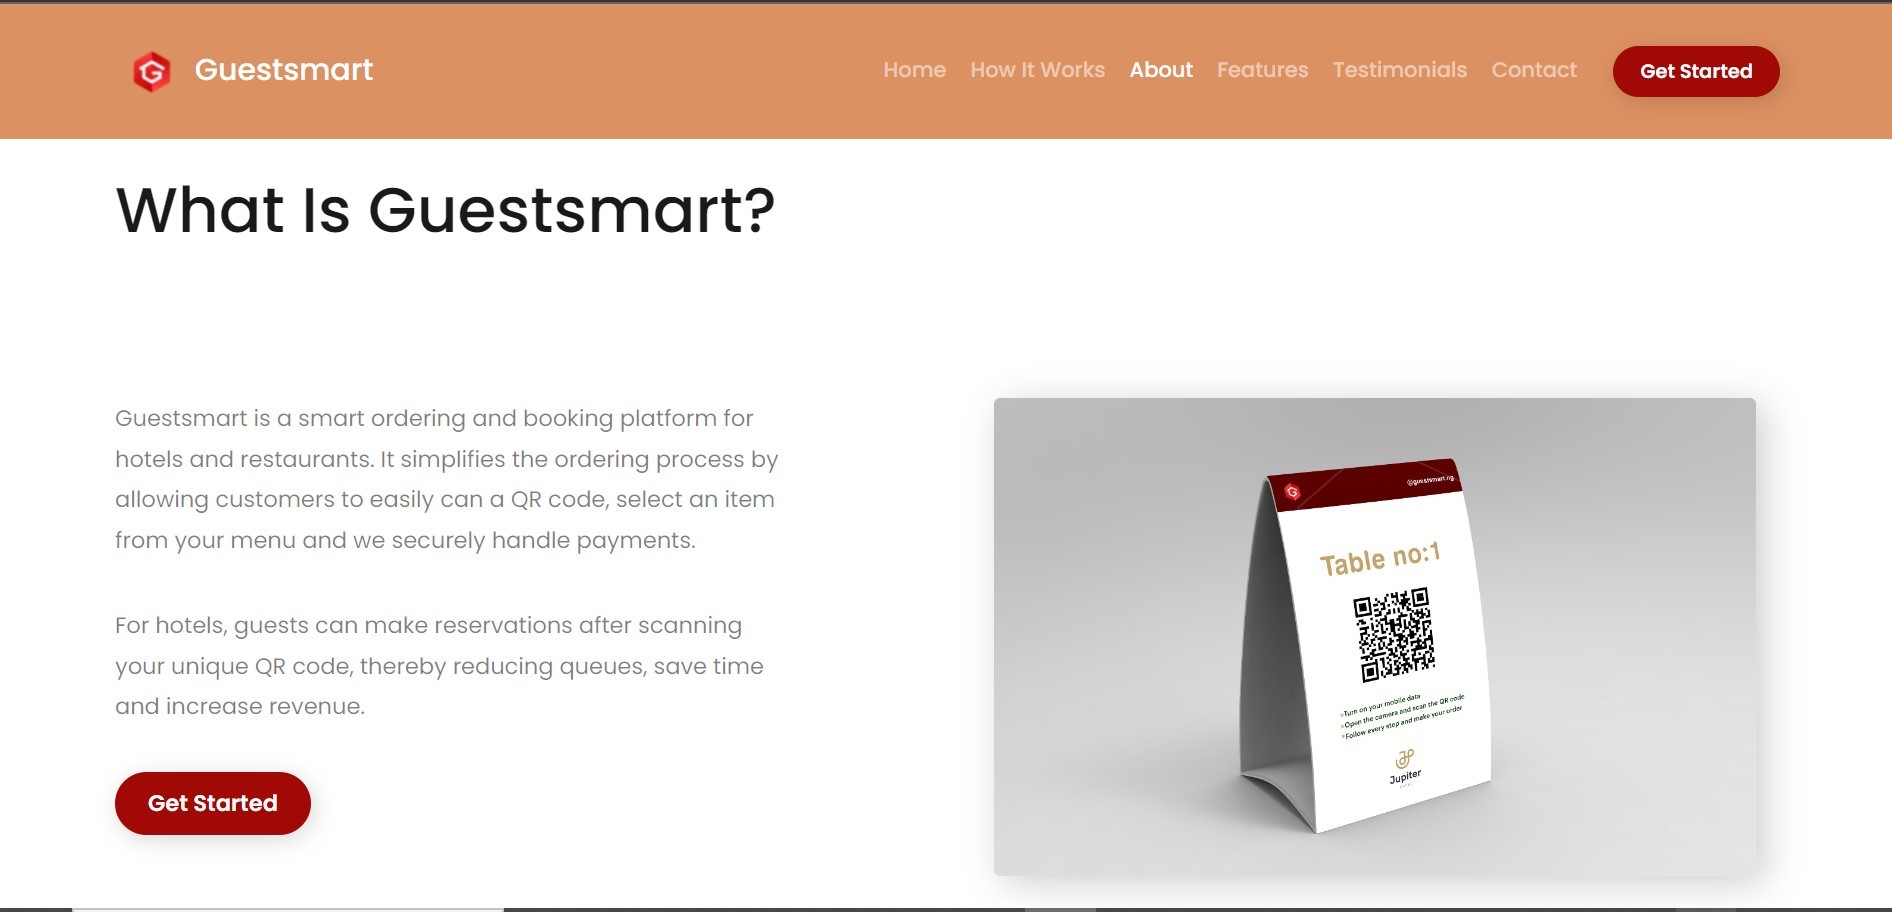 Guestsmart
Home How It Works About Features Testimonials Contact Get Started
What Is Guestsmart?
Guestsmart is a smart ordering and booking platform for
hotels and restaurants. It simplifies the ordering process by
allowing customers to easily can a QR code, select an item
from your menu and we securely handle payments.
For hotels, guests can make reservations after scanning
your unique QR code, thereby reducing queues, save time
and increase revenue.
Get Started
@guestsmart.ng
Table no:1
Turn on your mobile data
Open the camera and scan the QR code
Follow every step and make your order
Jupiter